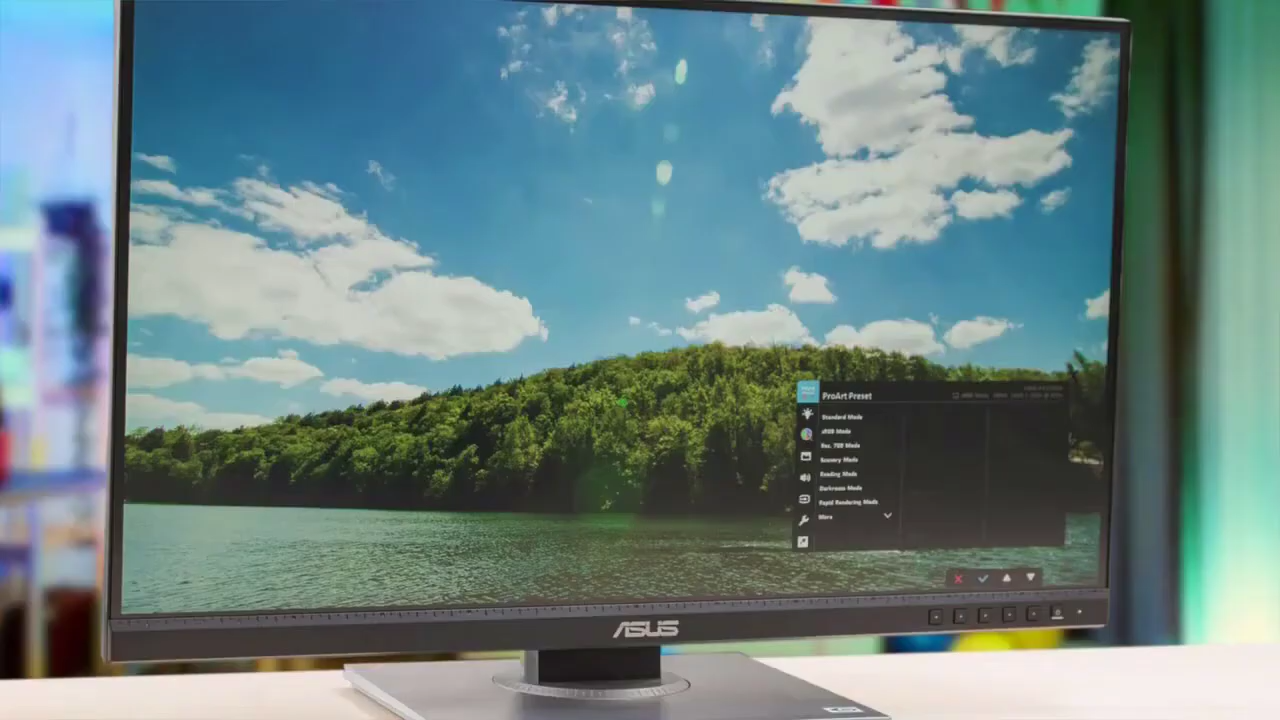 ProArt Preset
Standard Mode
sRGB Mode
Rec. 709 Mode
Scenery Mode
Reading Mode
Darkroom Mode
Rapid Rendering Mode
More
ASUS